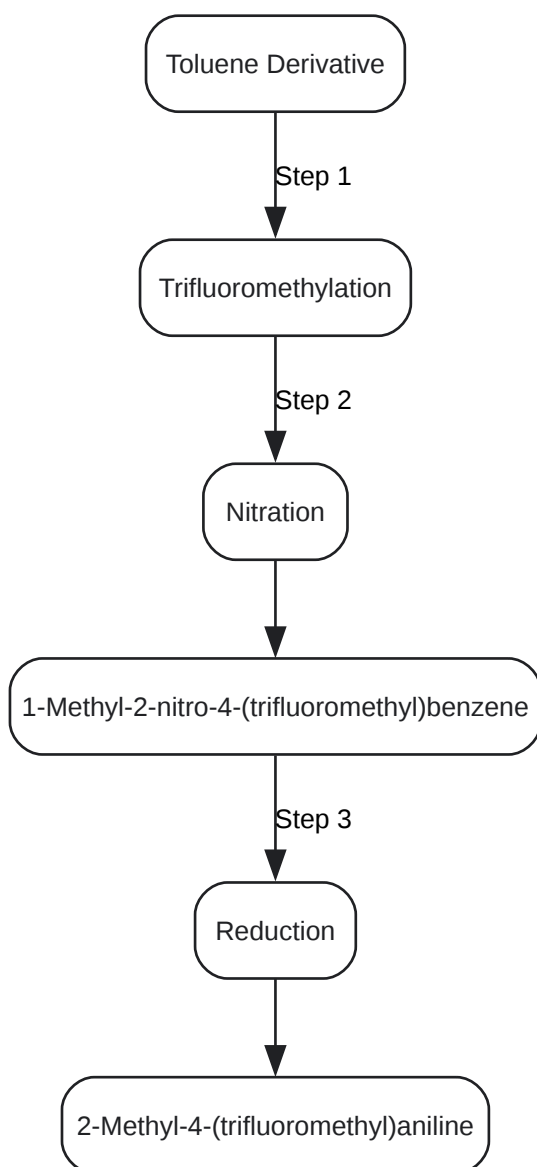 Toluene Derivative
Step 1
Trifluoromethylation
Step 2
Nitration
1-Methyl-2-nitro-4-(trifluoromethyl)benzene
Step 3
Reduction
2-Methyl-4-(trifluoromethyl)aniline